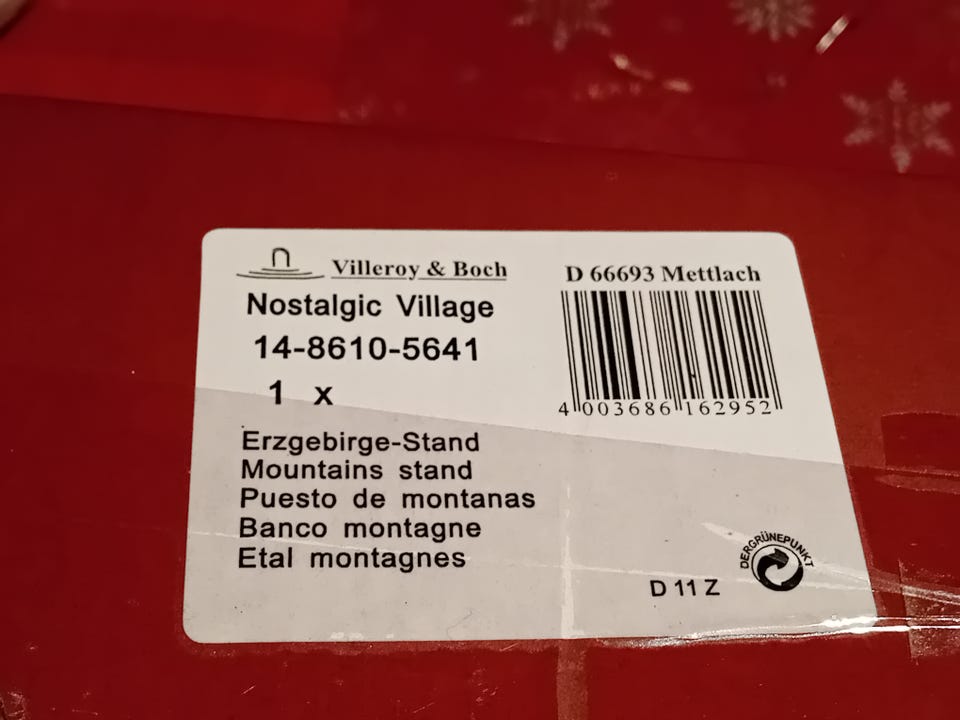 Villeroy & Boch
Nostalgic Village
14-8610-5641
1 x
Erzgebirge-Stand
Mountains stand
Puesto de montanas
Banco montagne
Etal montagnes
D 66693 Mettlach
4 003686 162952
DERGRÜNEPUNKT
D 11 Z